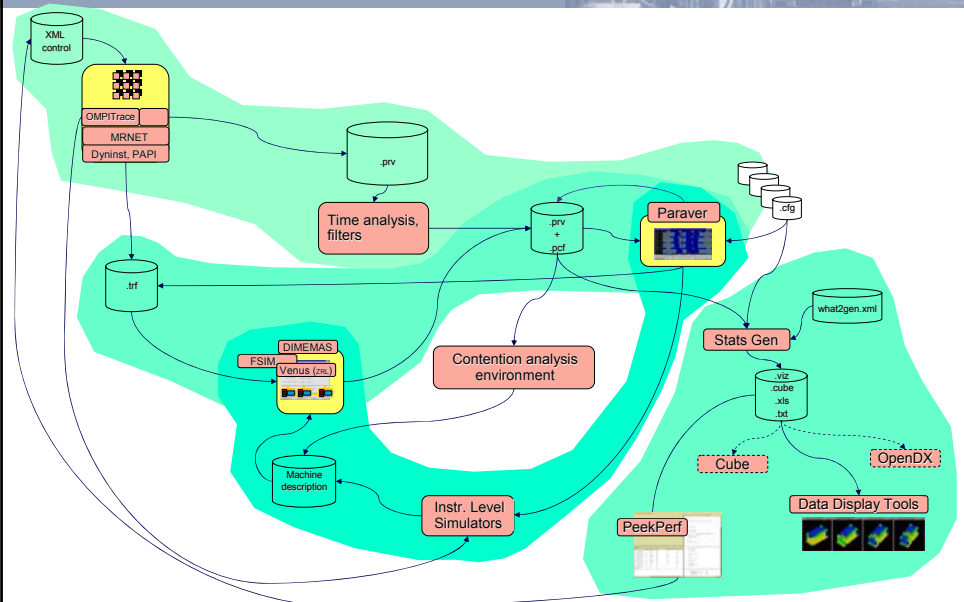 XML
control
OMPITrace
MRNET
Dyninst, PAPI
.prv
Time analysis,
filters
.prv
+
.pcf
Paraver
.cfg
.trf
what2gen.xml
Stats Gen
DIMEMAS
FSIM
Venus (ZRL)
Contention analysis
environment
.viz
.cube
.xls
.txt
Cube
OpenDX
Machine
description
Instr. Level
Simulators
Data Display Tools
PeekPerf